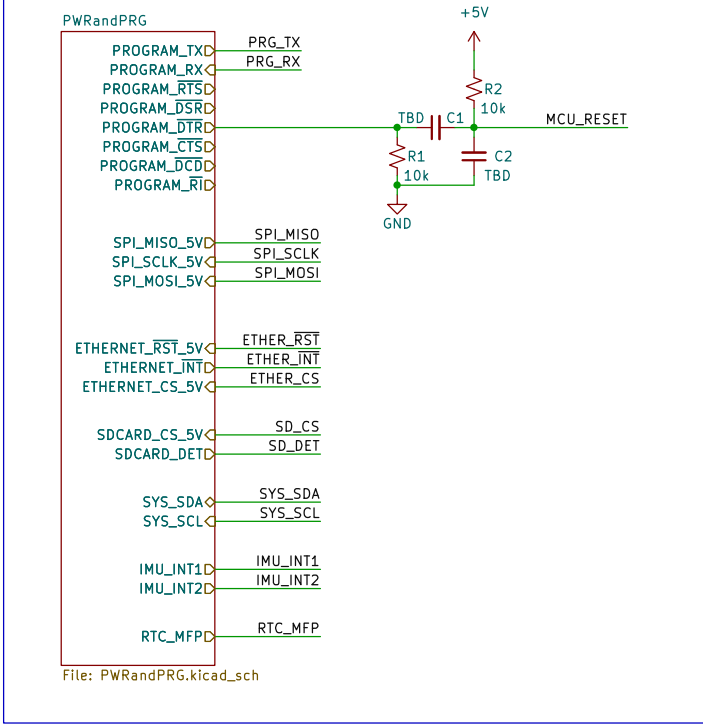 +5V
PWRandPRG
PROGRAM_TX PRG_TX
PROGRAM_RX PRG_RX
PROGRAM_RTS
R2
10k
PROGRAM_DSR
TBD C1 MCU_RESET
PROGRAM_DTR
PROGRAM_CTS
R1 C2
PROGRAM_DCD
10k TBD
PROGRAM_RI
GND
SPI_MISO_5V SPI_MISO
SPI_SCLK_5V SPI_SCLK
SPI_MOSI_5V SPI_MOSI
ETHERNET_RST_5V ETHER_RST
ETHERNET_INT ETHER_INT
ETHERNET_CS_5V ETHER_CS
SDCARD_CS_5V SD_CS
SDCARD_DET SD_DET
SYS_SDA SYS_SDA
SYS_SCL SYS_SCL
IMU_INT1 IMU_INT1
IMU_INT2 IMU_INT2
RTC_MFP RTC_MFP
File: PWRandPRG.kicad_sch